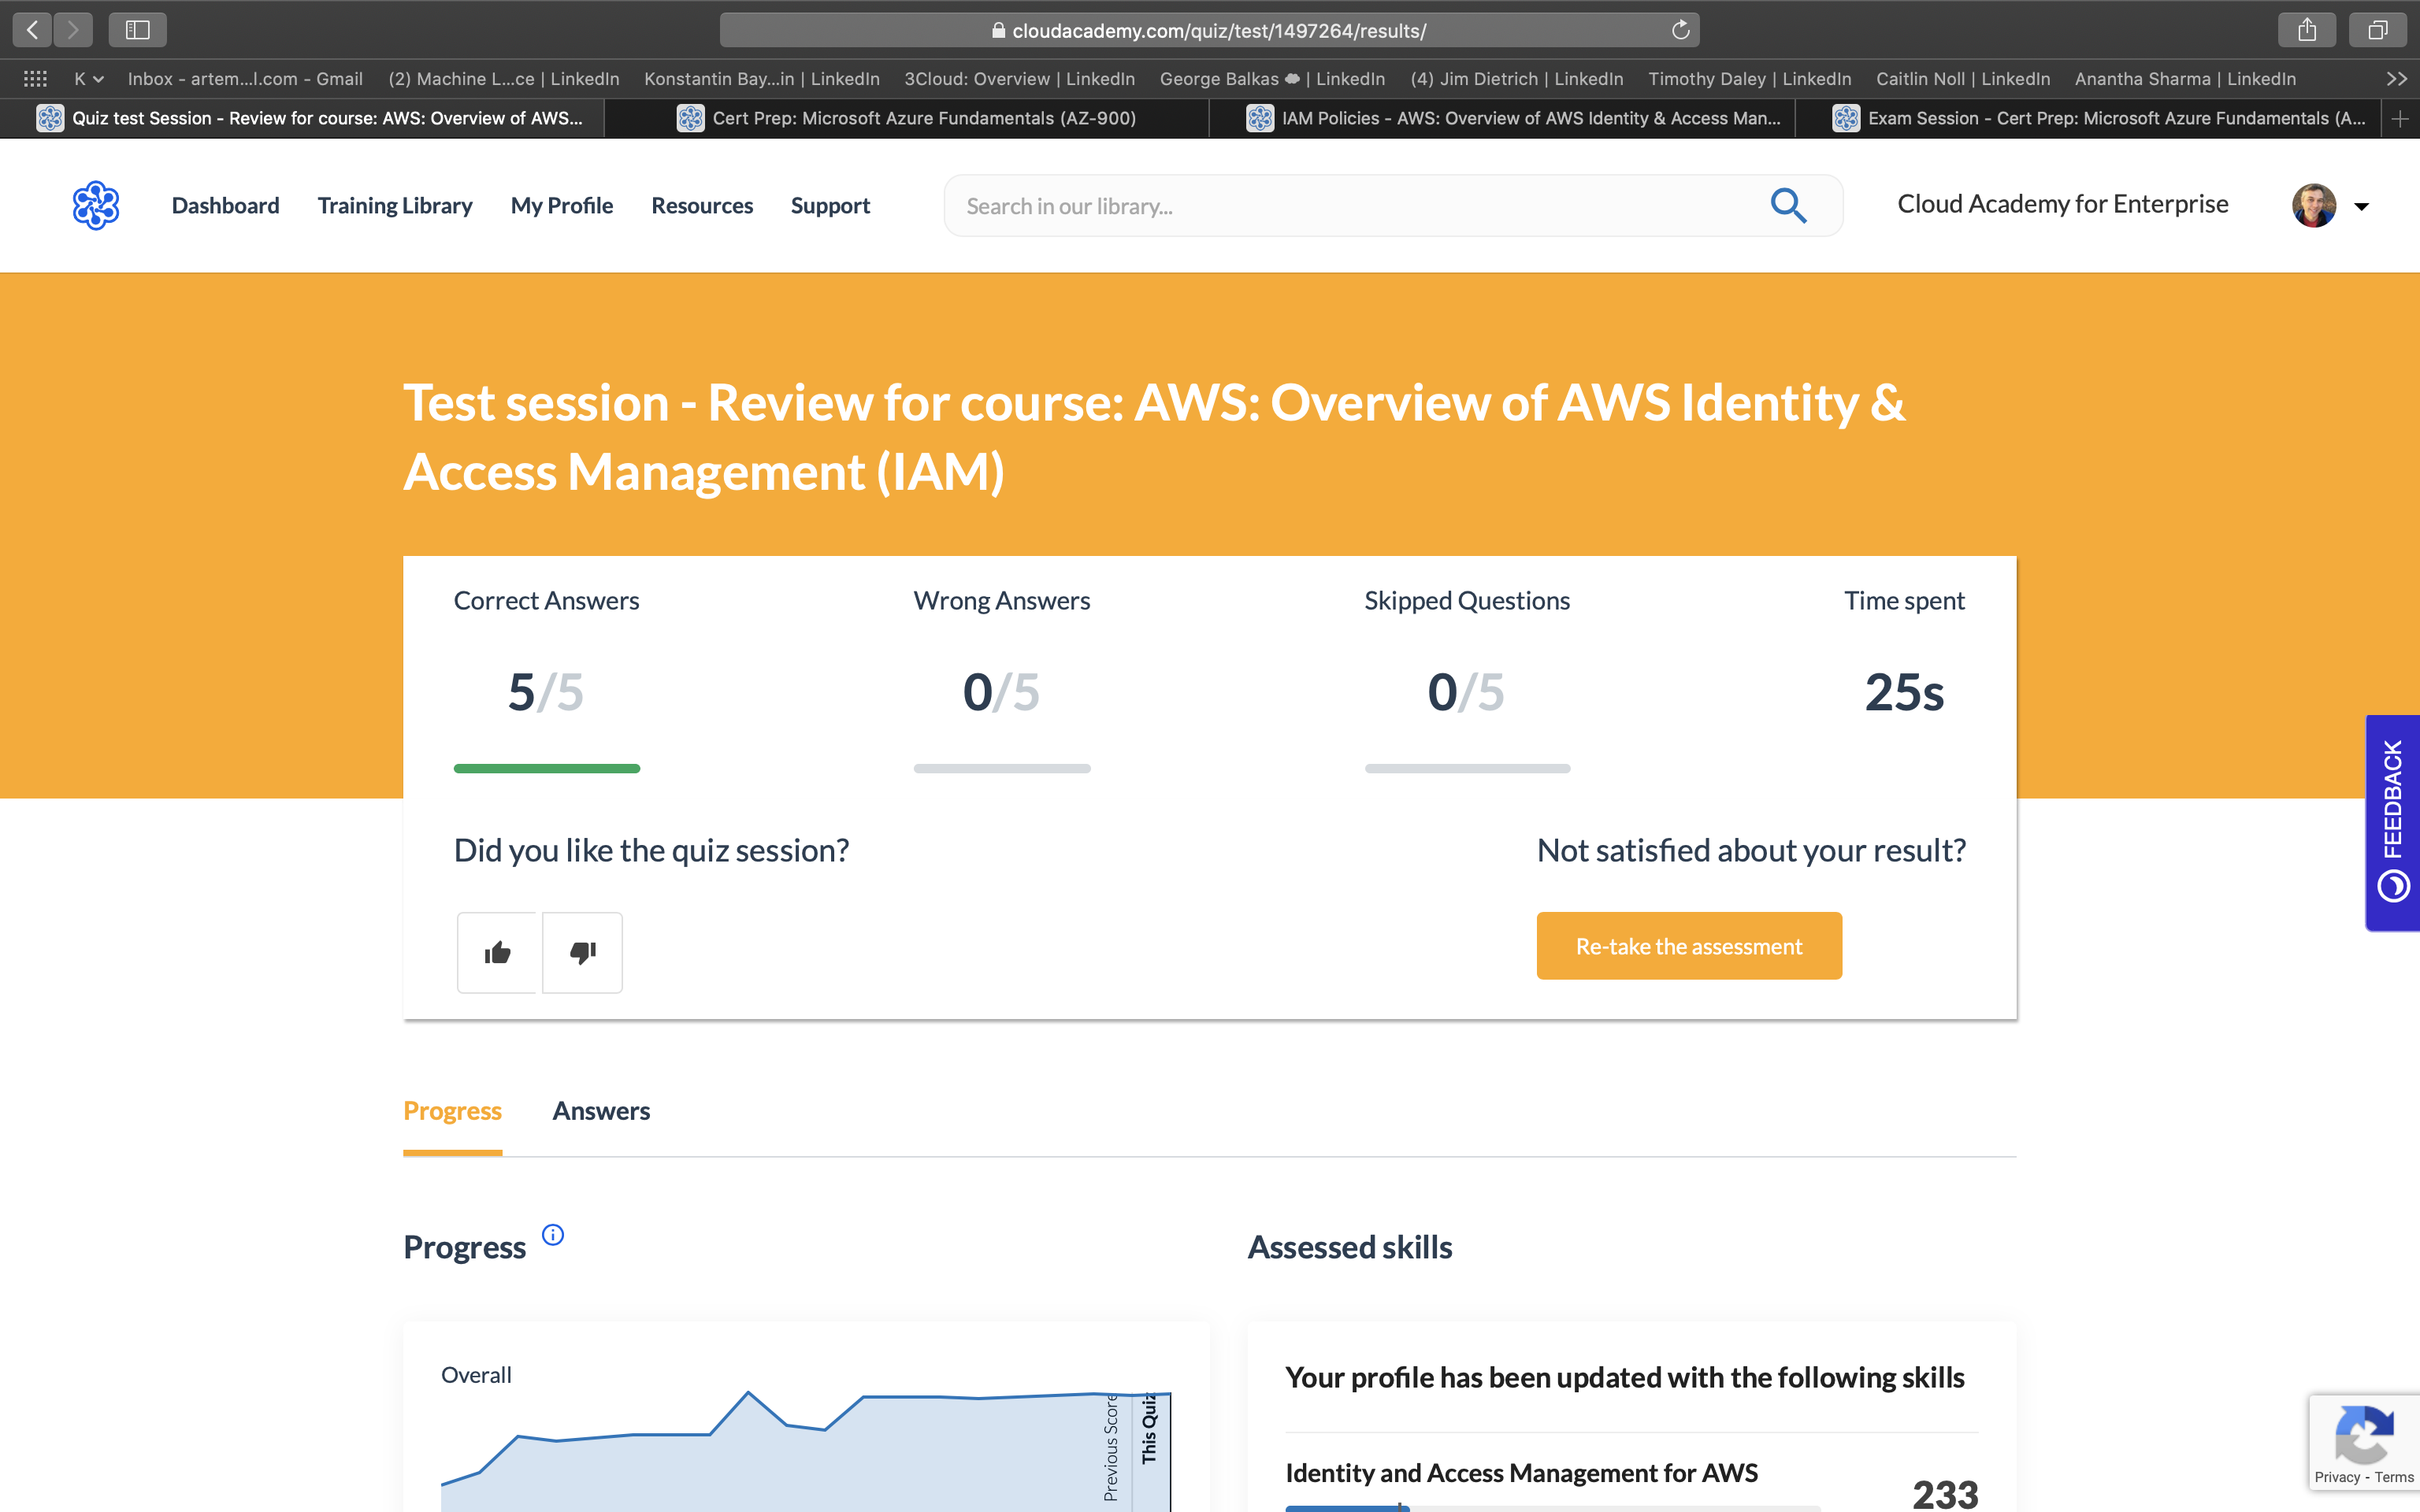 cloudacademy.com/quiz/test/1497264/results/
K
Inbox - artem...l.com - Gmail
(2) Machine L...ce | LinkedIn
Konstantin Bay...in | LinkedIn
3Cloud: Overview | LinkedIn
George Balkas | LinkedIn
(4) Jim Dietrich | LinkedIn
Timothy Daley | LinkedIn
Caitlin Noll | LinkedIn
Anantha Sharma | LinkedIn
Quiz test Session - Review for course: AWS: Overview of AWS...
Cert Prep: Microsoft Azure Fundamentals (AZ-900)
IAM Policies - AWS: Overview of AWS Identity & Access Man...
Exam Session - Cert Prep: Microsoft Azure Fundamentals (A...
Dashboard
Training Library
My Profile
Resources
Support
Search in our library...
Cloud Academy for Enterprise
Test session - Review for course: AWS: Overview of AWS Identity &
Access Management (IAM)
Correct Answers
5/5
Wrong Answers
0/5
Skipped Questions
0/5
Time spent
25s
Did you like the quiz session?
Not satisfied about your result?
Re-take the assessment
FEEDBACK
Progress
Answers
Progress
Assessed skills
Overall
Previous Score
This Quiz
Your profile has been updated with the following skills
Identity and Access Management for AWS
233
Privacy - Terms